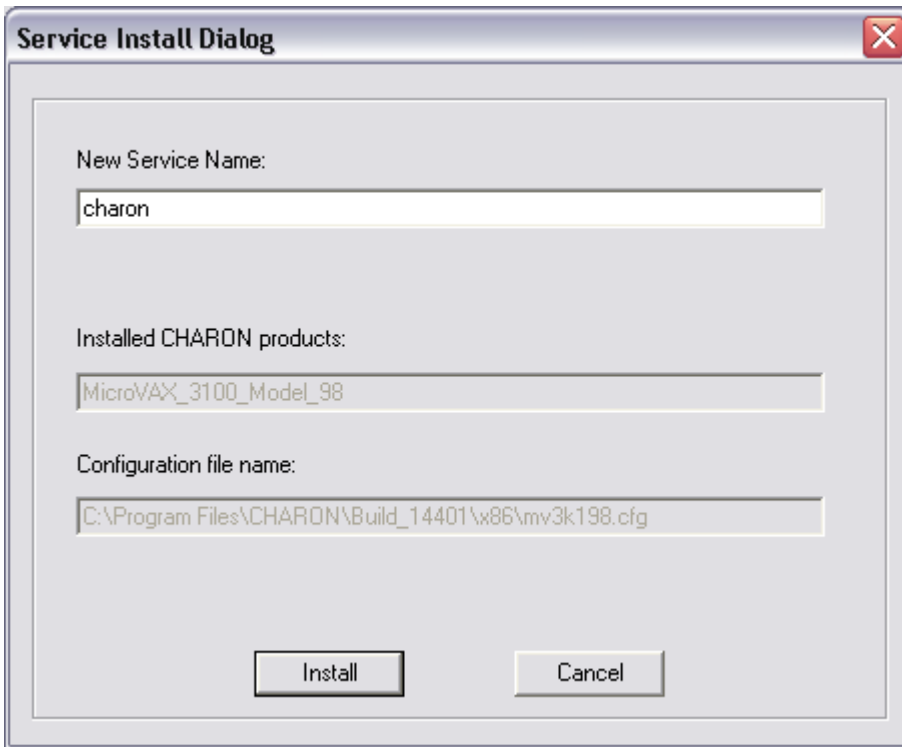 Service Install Dialog
New Service Name:
charon
Installed CHARON products:
MicroVAX_3100_Model_98
Configuration file name:
C:\Program Files\CHARON\Build_14401\x86\mv3k198.cfg
Install
Cancel